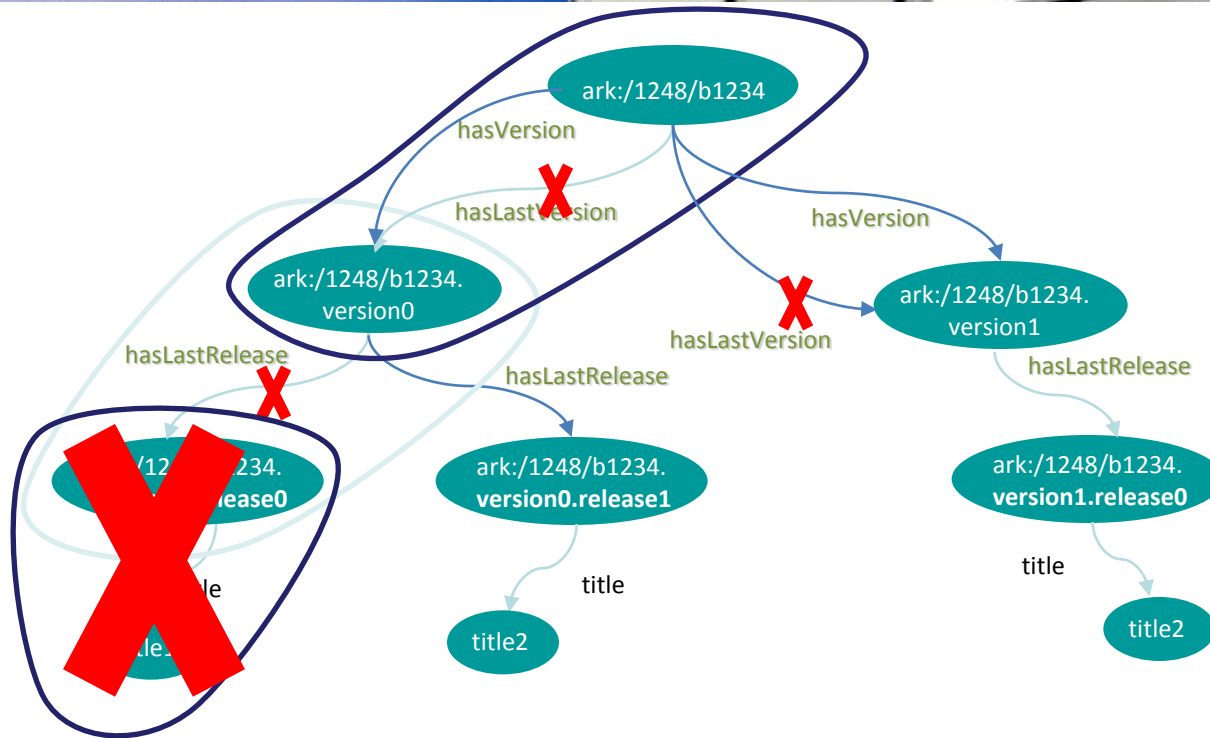 ark:/1248/b1234
hasVersion
hasLastVersion
hasVersion
ark:/1248/b1234.
version0
ark:/1248/b1234.
version1
hasLastVersion
hasLastRelease
hasLastRelease
hasLastRelease
ark:/1248/b1234.
version0.release1
ark:/1248/b1234.
version1.release0
title
title
title2
title2